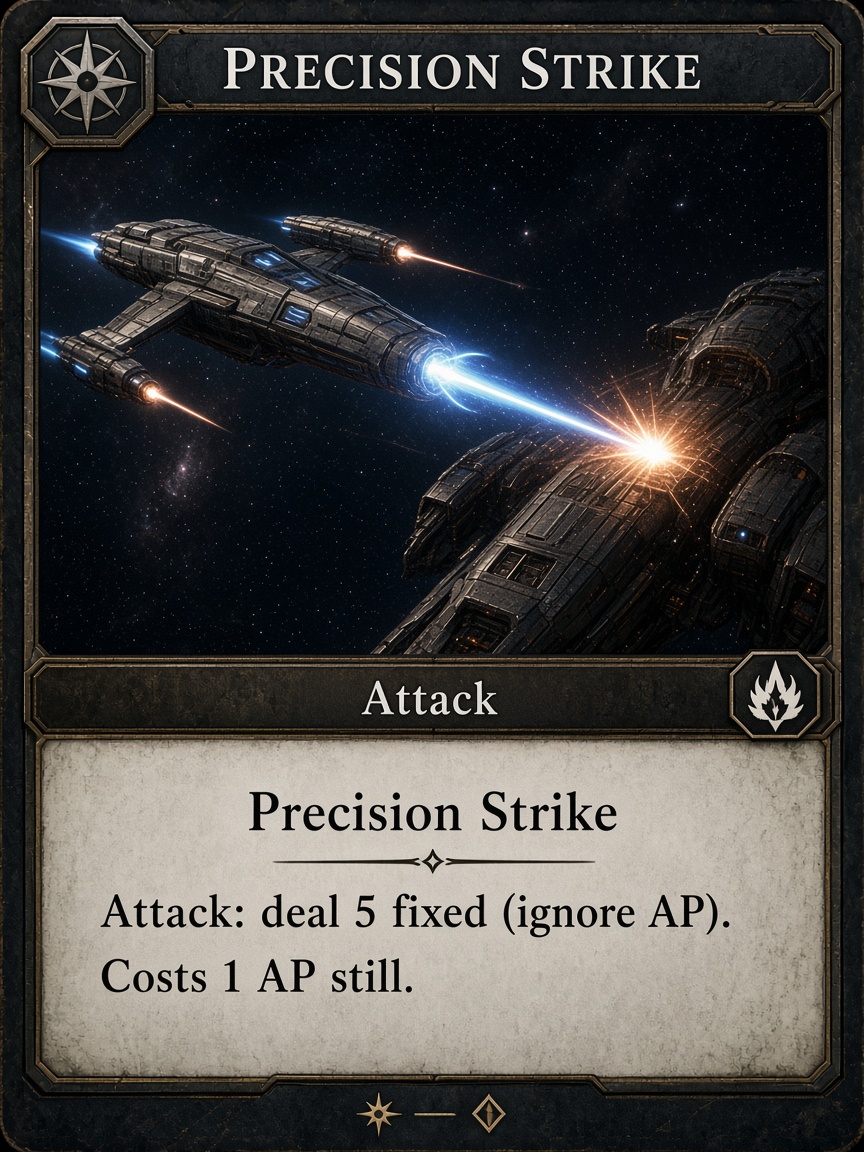 PRECISION STRIKE
Attack
Precision Strike
Attack: deal 5 fixed (ignore AP).
Costs 1 AP still.